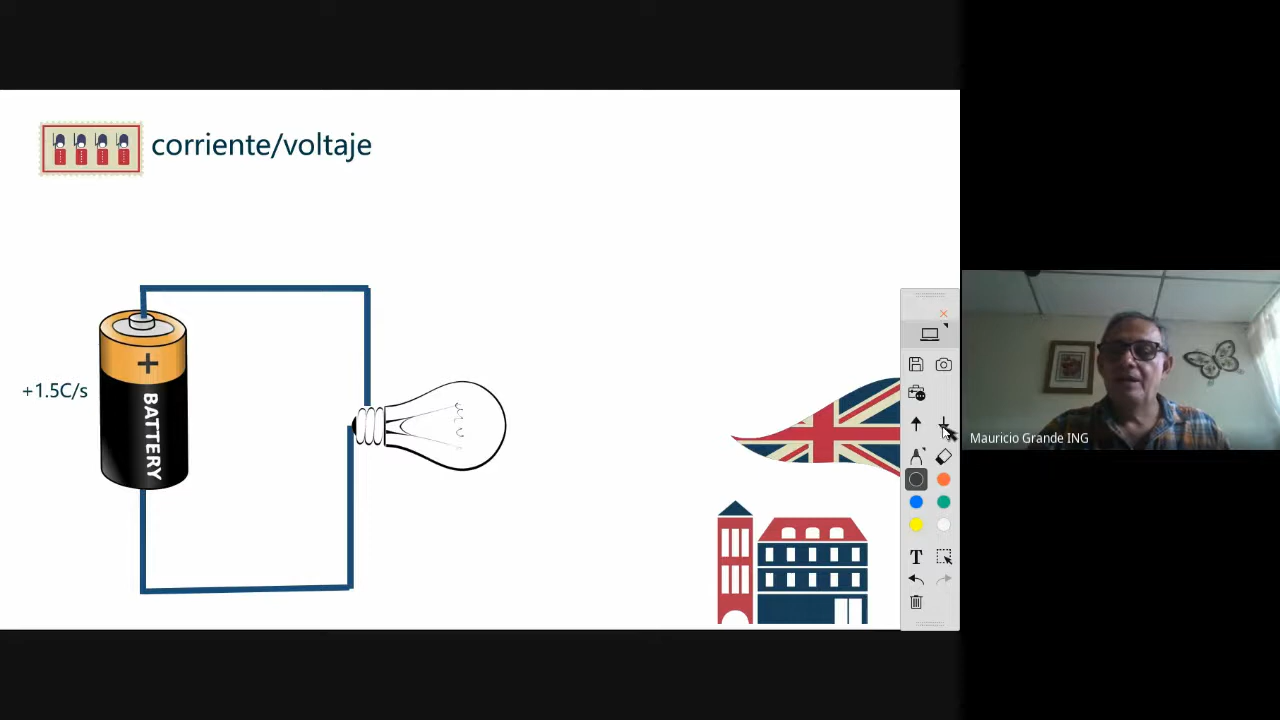 corriente/voltaje
+
+1.5C/s
BATTERY
Mauricio Grande ING
T